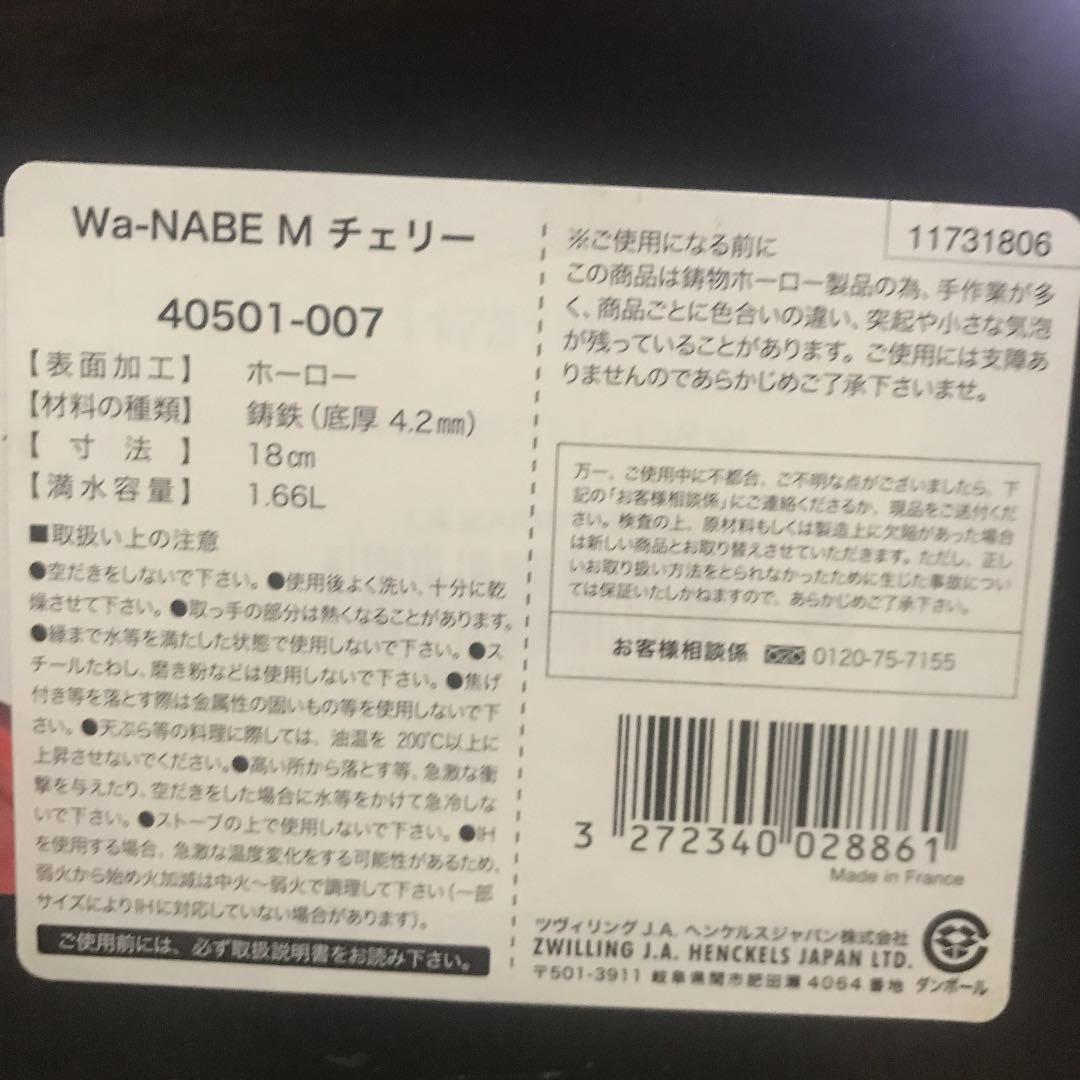 Wa-NABE M チェリー
40501-007
【表面加工】 ホーロー
【材料の種類】 鋳鉄(底厚 4.2㎜)
【寸法】 18㎝
【満水容量】 1.66L
■取扱い上の注意
●空だきをしないで下さい。●使用後よく洗い、十分に乾
燥させて下さい。●取っ手の部分は熱くなることがあります。
●縁まで水等を満たした状態で使用しないで下さい。●ス
チールたわし、磨き粉などは使用しないで下さい。●焦げ
付き等を落とす際は金属性の固いもの等を使用しないで下
さい。●天ぷら等の料理に際しては、油温を 200℃以上に
上昇させないでください。●高い所から落とす等、急激な衝
撃を与えたり、空だきをした場合に水等をかけて急冷しな
いで下さい。●ストーブの上で使用しないで下さい。●IH
を使用する場合、急激な温度変化をする可能性があるため、
弱火から始め火加減は中火〜弱火で調理して下さい(一部
サイズによりIHに対応していない場合があります)。
ご使用前には、必ず取扱説明書をお読み下さい。
11731806
※ご使用になる前に
この商品は鋳物ホーロー製品の為、手作業が多
く、商品ごとに色合いの違い、突起や小さな気泡
が残っていることがあります。ご使用には支障あ
りませんのであらかじめご了承下さいませ。
万一、ご使用中に不都合、ご不明な点がございましたら、下
記の「お客様相談係」にご連絡くださるか、現品をご送付くだ
さい。検査の上、原材料もしくは製造上に欠陥があった場合
は新しい商品とお取り替えさせていただきます。ただし、正し
いお取り扱い方法をとられなかったために生じた事故につい
ては保証いたしかねますので、あらかじめご了承下さい。
お客様相談係 0120-75-7155
3 272340 028861
Made in France
ツヴィリング J.A. ヘンケルスジャパン株式会社
ZWILLING J.A. HENCKELS JAPAN LTD.
〒501-3911 岐阜県関市肥田瀬 4064 番地 ダンボール